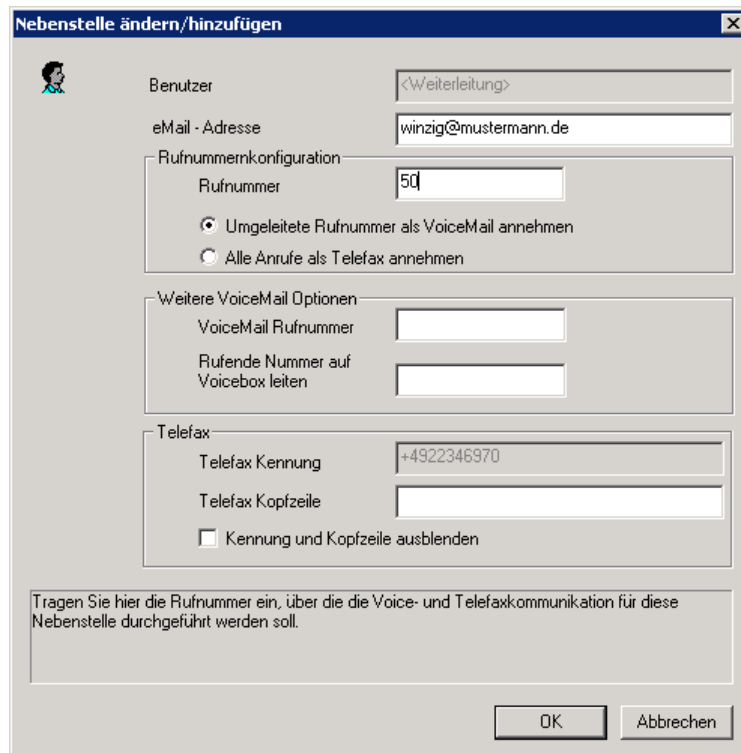 Nebenstelle ändern/hinzufügen
Benutzer <Weiterleitung>
eMail - Adresse winzig@mustermann.de
Rufnummernkonfiguration
Rufnummer 50
Umgeleitete Rufnummer als VoiceMail annehmen
Alle Anrufe als Telefax annehmen
Weitere VoiceMail Optionen
VoiceMail Rufnummer
Rufende Nummer auf
Voicebox leiten
Telefax
Telefax Kennung +4922346970
Telefax Kopfzeile
Kennung und Kopfzeile ausblenden
Tragen Sie hier die Rufnummer ein, über die die Voice- und Telefaxkommunikation für diese
Nebenstelle durchgeführt werden soll.
OK Abbrechen